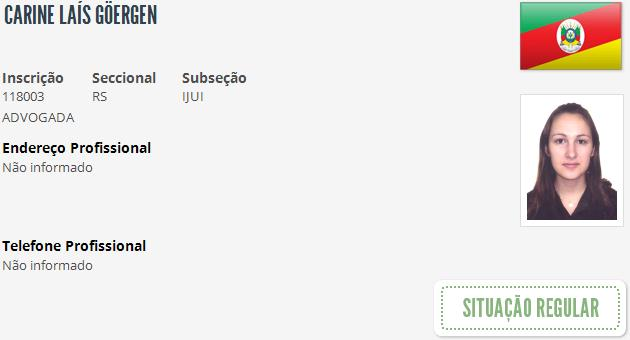 CARINE LAÍS GÖERGEN
Inscrição Seccional Subseção
118003 RS IJUI
ADVOGADA
Endereço Profissional
Não informado
Telefone Profissional
Não informado
SITUAÇÃO REGULAR